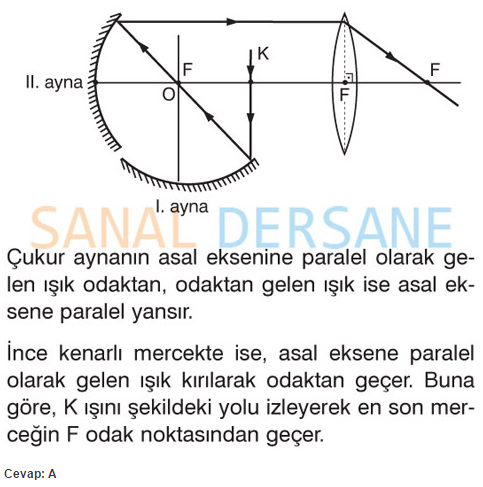 K
F
F
II. ayna
O
F
I. ayna
SANAL DERSANE
Çukur aynanın asal eksenine paralel olarak ge-
len ışık odaktan, odaktan gelen ışık ise asal ek-
sene paralel yansır.
İnce kenarlı mercekte ise, asal eksene paralel
olarak gelen ışık kırılarak odaktan geçer. Buna
göre, K ışını şekildeki yolu izleyerek en son mer-
ceğin F odak noktasından geçer.
Cevap: A